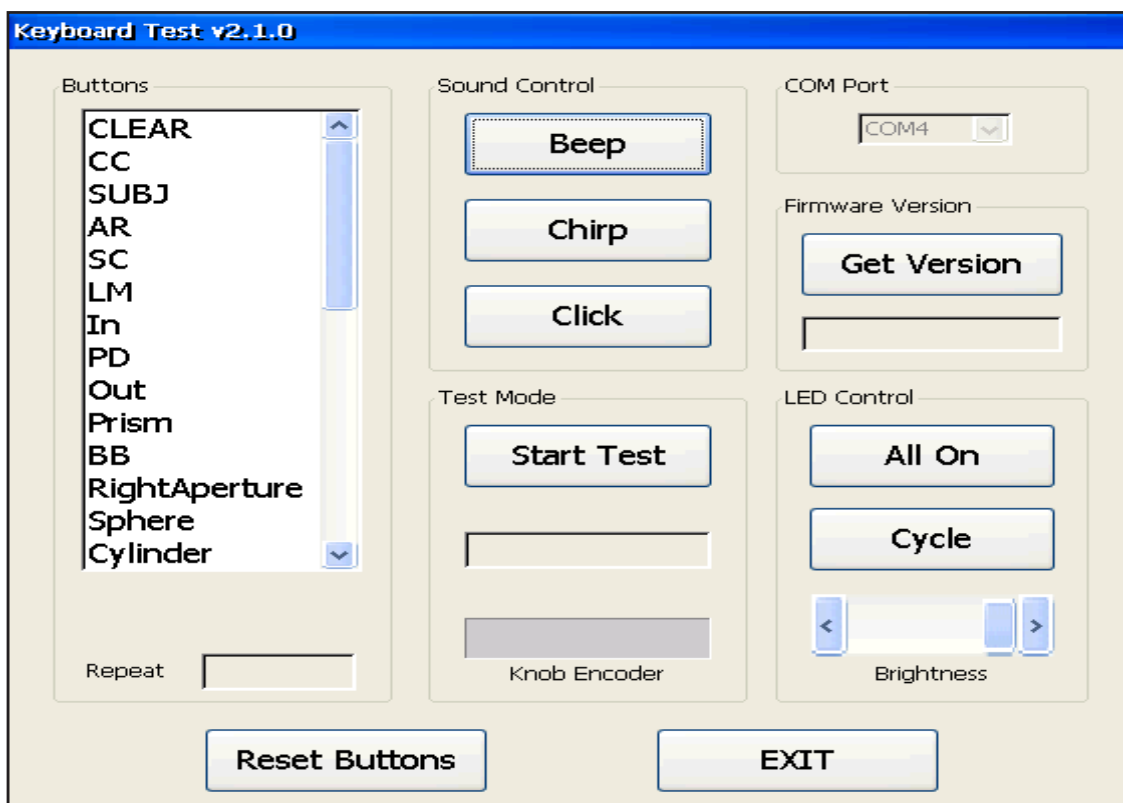 Keyboard Test v2.1.0
Buttons
CLEAR
CC
SUBJ
AR
SC
LM
In
PD
Out
Prism
BB
RightAperture
Sphere
Cylinder
Repeat
Sound Control
Beep
Chirp
Click
Test Mode
Start Test
Knob Encoder
COM Port
COM4
Firmware Version
Get Version
LED Control
All On
Cycle
Brightness
Reset Buttons
EXIT